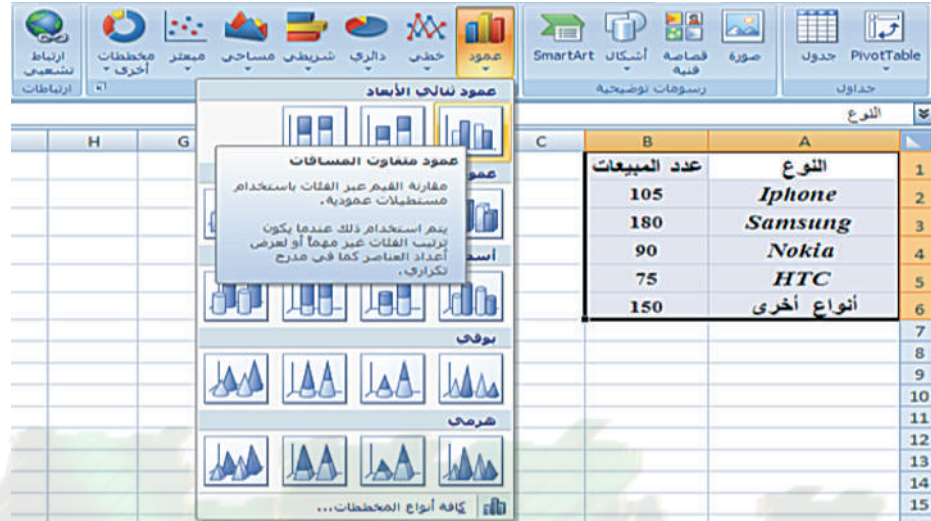 PivotTable جدول صورة قصاصة فنية أشكال SmartArt عمود خطي دائري شريطي مساحي مبعثر مخططات أخرى ارتباط تشعبي
جداول رسومات توضيحية ارتباطات
النوع
عمود ثنائي الأبعاد
عمود متفاوت المسافات
مقارنة القيم عبر الفئات باستخدام
مستطيلات عمودية.
يتم استخدام ذلك عندما يكون
ترتيب الفئات غير مهماً أو لعرض
أعداد العناصر كما في مدرج
تكراري.
بوقي
هرمي
كافة أنواع المخططات...
A B C G H
1 النوع عدد المبيعات
2 Iphone 105
3 Samsung 180
4 Nokia 90
5 HTC 75
6 أنواع أخرى 150
7
8
9
10
11
12
13
14
15